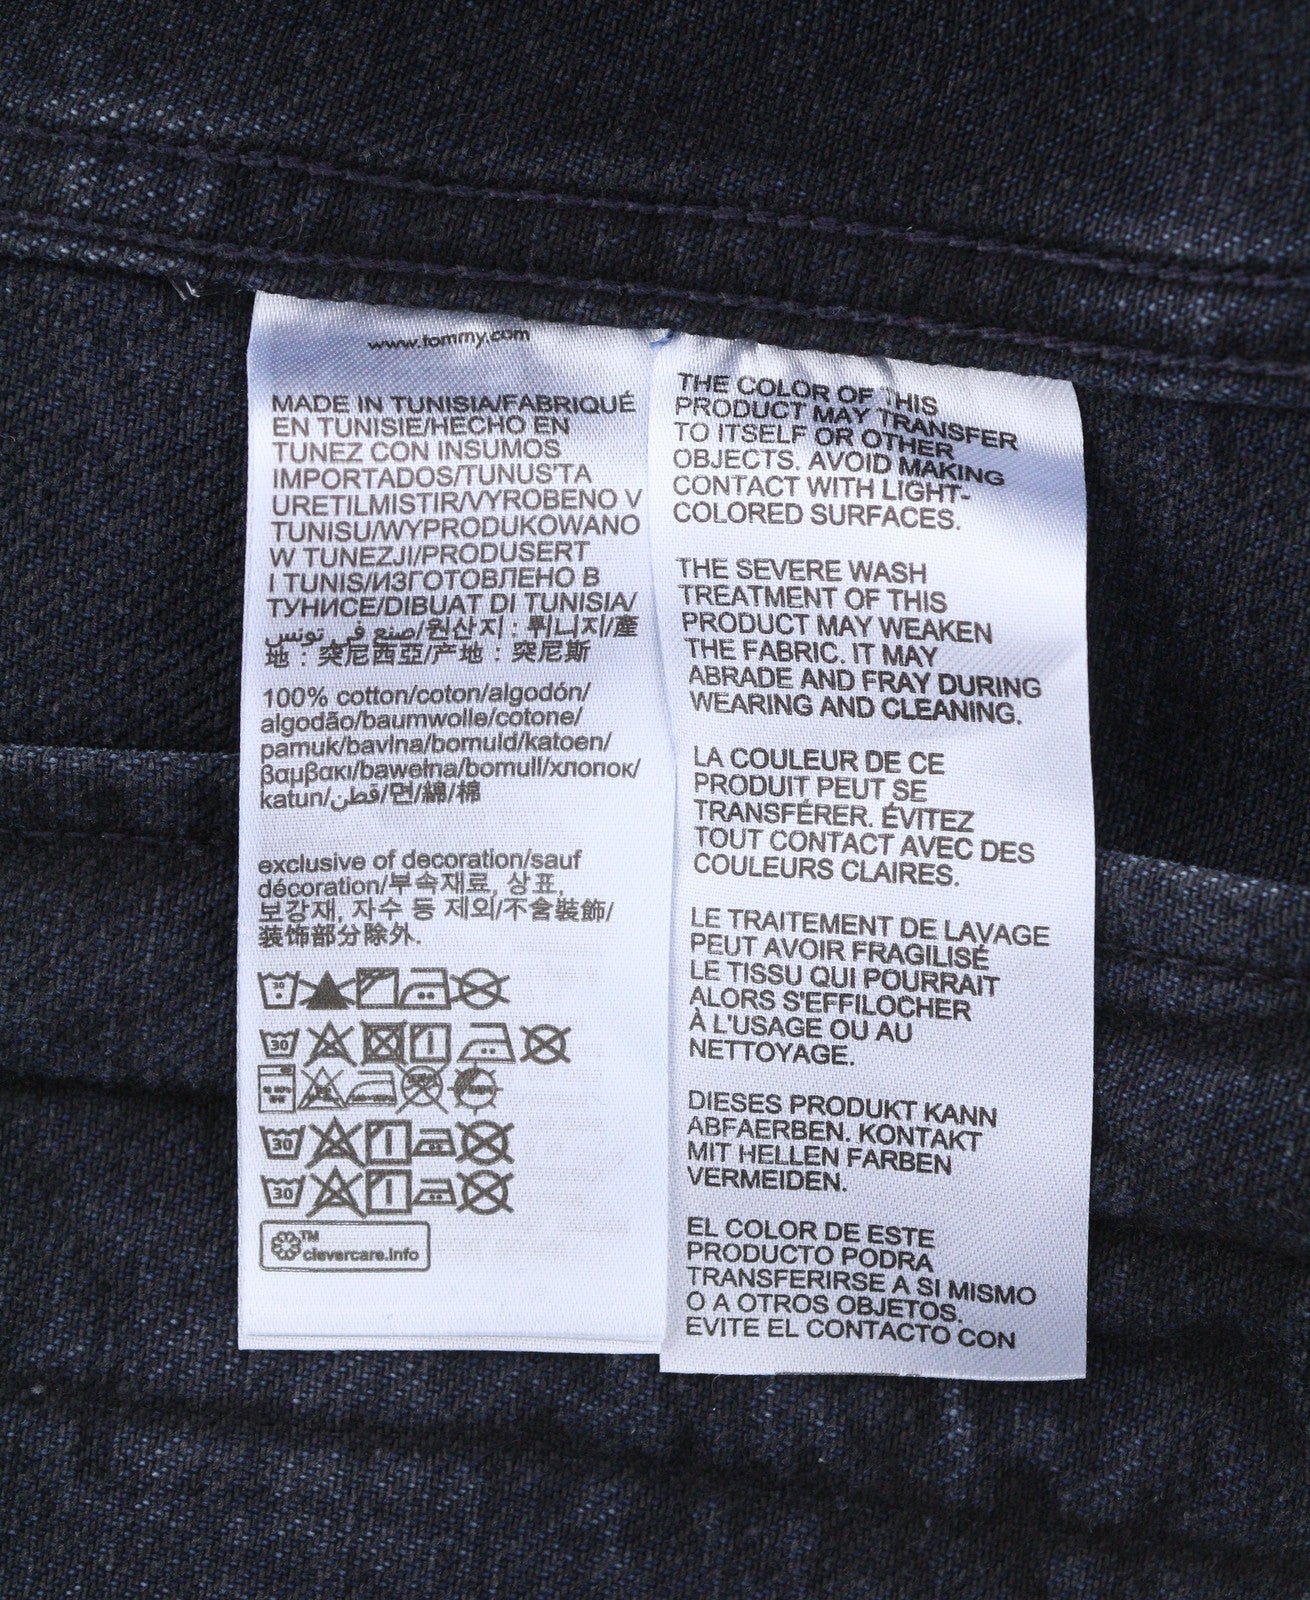 www.tommy.com
MADE IN TUNISIA/FABRIQUÉ
EN TUNISIE/HECHO EN
TUNEZ CON INSUMOS
IMPORTADOS/TUNUS'TA
URETILMISTIR/VYROBENO V
TUNISU/WYPRODUKOWANO
W TUNEZJI/PRODUSERT
I TUNIS/ИЗГОТОВЛЕНО В
ТУНИСЕ/DIBUAT DI TUNISIA/
صنع في تونس/원산지 : 튀니지/產
地 : 突尼西亞/产地 : 突尼斯
100% cotton/coton/algodón/
algodão/baumwolle/cotone/
pamuk/bavlna/bomuld/katoen/
βαμβακι/bawełna/bomull/хлопок/
katun/قطن/면/綿/棉
exclusive of decoration/sauf
décoration/부속재료, 상표,
보강재, 자수 등 제외/不含裝飾/
装饰部分除外.
30
30
30
30
TM
clevercare.info
THE COLOR OF THIS
PRODUCT MAY TRANSFER
TO ITSELF OR OTHER
OBJECTS. AVOID MAKING
CONTACT WITH LIGHT-
COLORED SURFACES.
THE SEVERE WASH
TREATMENT OF THIS
PRODUCT MAY WEAKEN
THE FABRIC. IT MAY
ABRADE AND FRAY DURING
WEARING AND CLEANING.
LA COULEUR DE CE
PRODUIT PEUT SE
TRANSFÉRER. ÉVITEZ
TOUT CONTACT AVEC DES
COULEURS CLAIRES.
LE TRAITEMENT DE LAVAGE
PEUT AVOIR FRAGILISÉ
LE TISSU QUI POURRAIT
ALORS S'EFFILOCHER
À L'USAGE OU AU
NETTOYAGE.
DIESES PRODUKT KANN
ABFAERBEN. KONTAKT
MIT HELLEN FARBEN
VERMEIDEN.
EL COLOR DE ESTE
PRODUCTO PODRA
TRANSFERIRSE A SI MISMO
O A OTROS OBJETOS.
EVITE EL CONTACTO CON